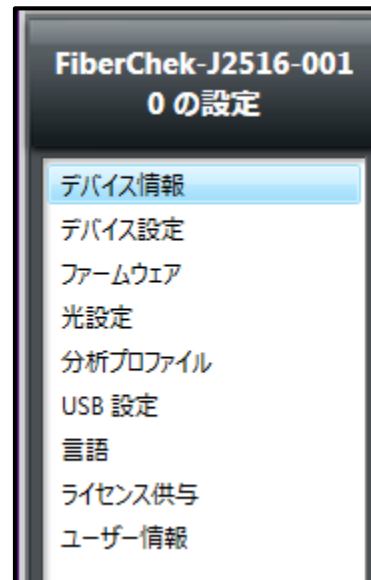 FiberChek-J2516-001
0 の設定
デバイス情報
デバイス設定
ファームウェア
光設定
分析プロファイル
USB 設定
言語
ライセンス供与
ユーザー情報